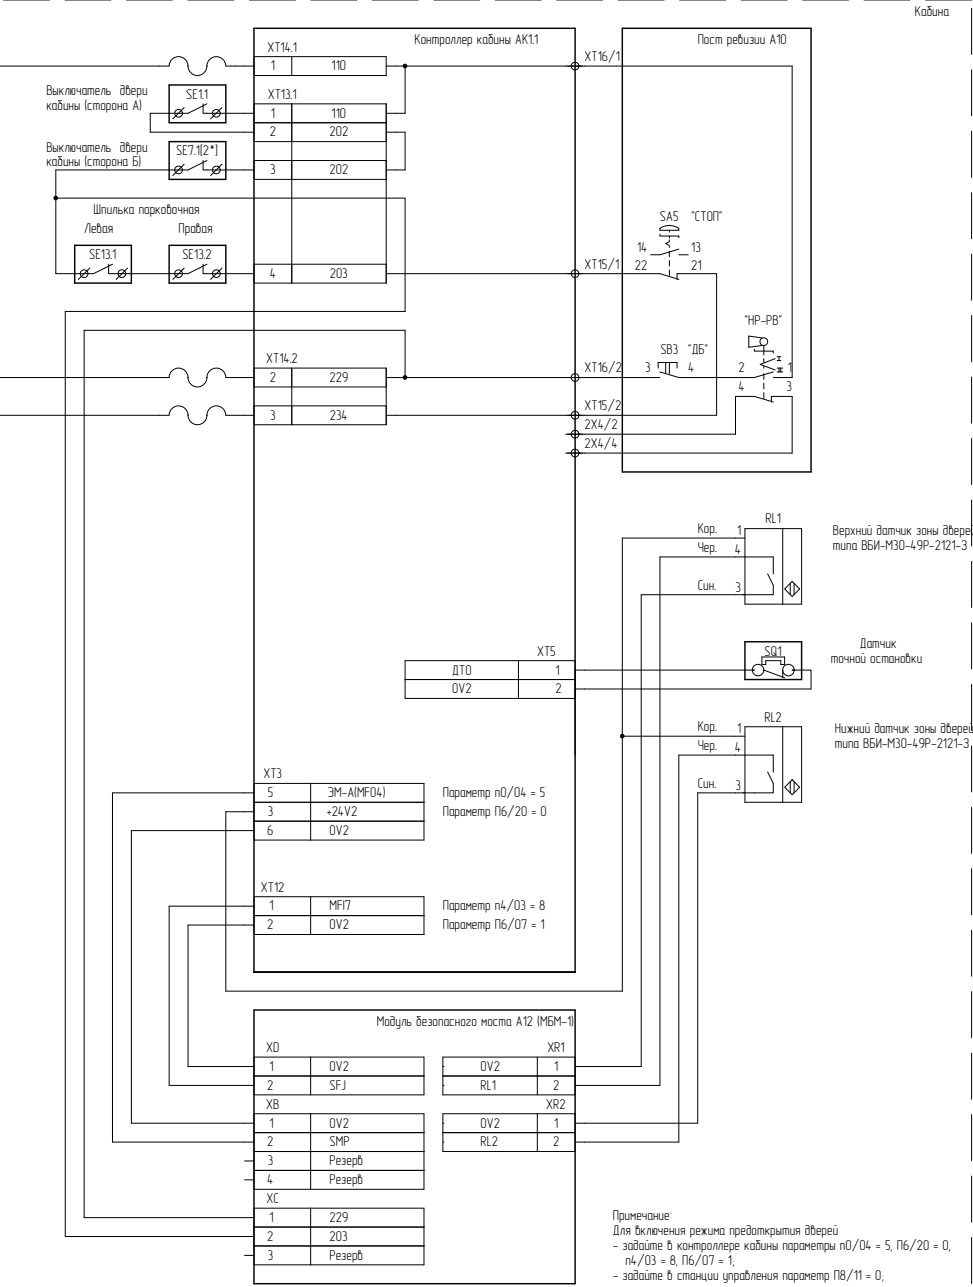 Кабина
Контроллер кабины АК1.1
Пост ревизии А10
XT14.1
1 110
XT16/1
Выключатель двери
кабины (сторона А)
SE1.1
XT13.1
1 110
2 202
Выключатель двери
кабины (сторона Б)
SE7.1(2*)
3 202
Шпилька парковочная
Левая Правая
SE13.1
SE13.2
4 203
XT15/1
SA5 "СТОП"
14 13
22 21
"НР-РВ"
XT14.2
2 229
XT16/2
SB3 "ДБ"
3 4
2 1
4 3
I
II
3 234
XT15/2
2X4/2
2X4/4
RL1
Кор. 1
Чер. 4
Син. 3
Верхний датчик зоны дверей
типа ВБИ-М30-49Р-2121-З
XT5
ДТО 1
0V2 2
SQ1
Датчик
точной остановки
RL2
Кор. 1
Чер. 4
Син. 3
Нижний датчик зоны дверей
типа ВБИ-М30-49Р-2121-З
XT3
5 ЭМ-А(MF04) Параметр п0/04 = 5
3 +24V2 Параметр П6/20 = 0
6 0V2
XT12
1 MFI7 Параметр п4/03 = 8
2 0V2 Параметр П6/07 = 1
Модуль безопасного моста А12 (МБМ-1)
XD
1 0V2
2 SFJ
XR1
0V2 1
RL1 2
XB
1 0V2
2 SMP
3 Резерв
4 Резерв
XR2
0V2 1
RL2 2
XC
1 229
2 203
3 Резерв
Примечание:
Для включения режима предоткрытия дверей
- задайте в контроллере кабины параметры п0/04 = 5, П6/20 = 0,
п4/03 = 8, П6/07 = 1;
- задайте в станции управления параметр П8/11 = 0;